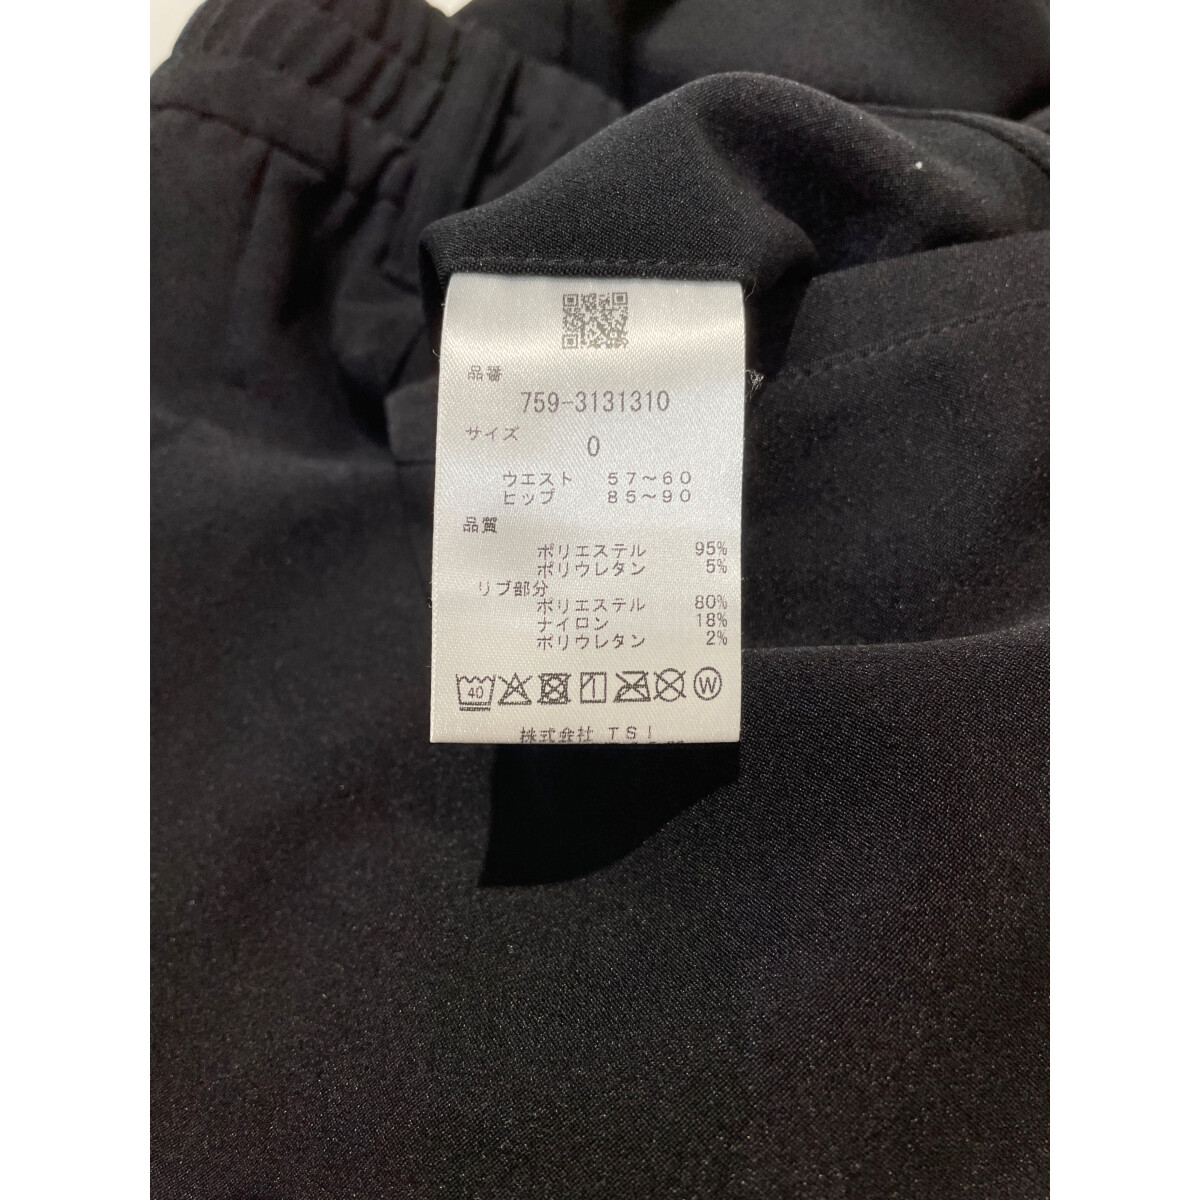 品番
759-3131310
サイズ
0
ウエスト 57～60
ヒップ 85～90
品質
ポリエステル 95%
ポリウレタン 5%
リブ部分
ポリエステル 80%
ナイロン 18%
ポリウレタン 2%
40 W
株式会社 TSI